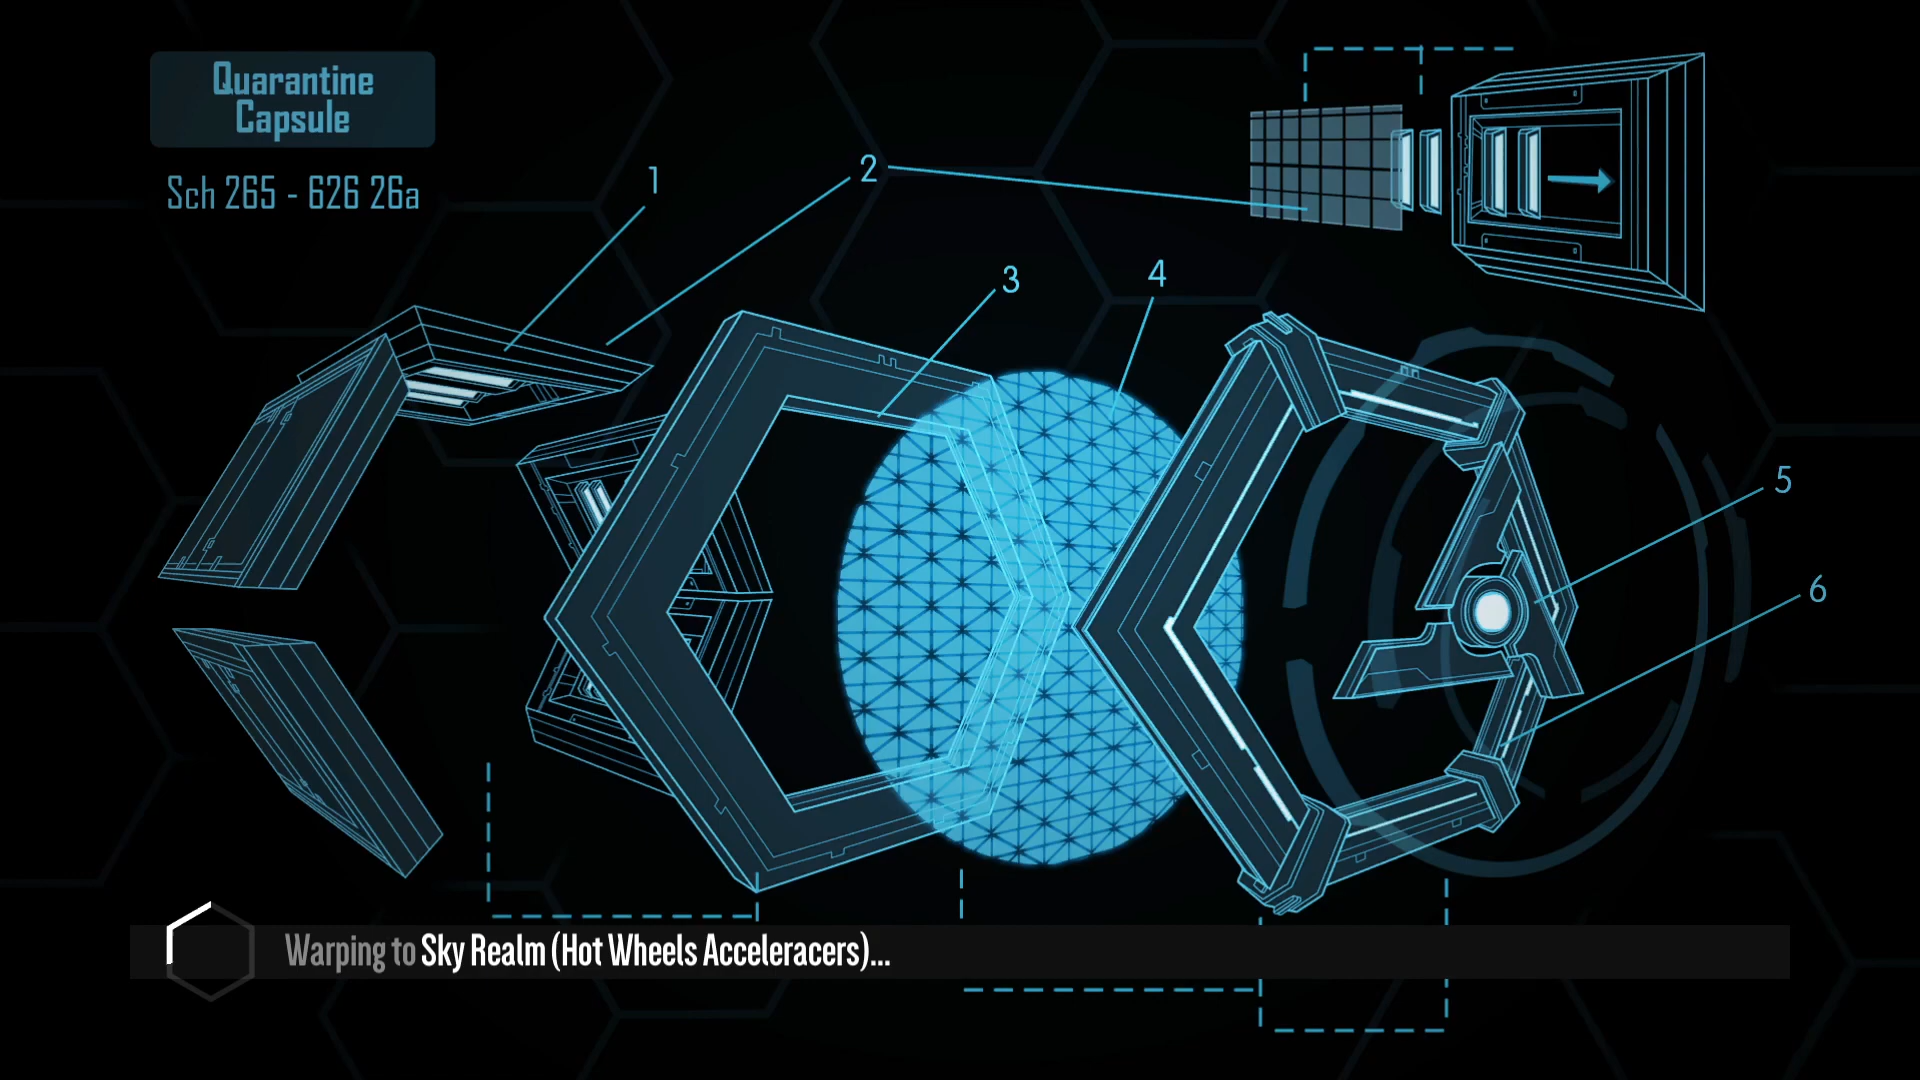 Quarantine
Capsule
Sch 265 - 626 26a
1
2
3
4
5
6
Warping to Sky Realm (Hot Wheels Acceleracers)...